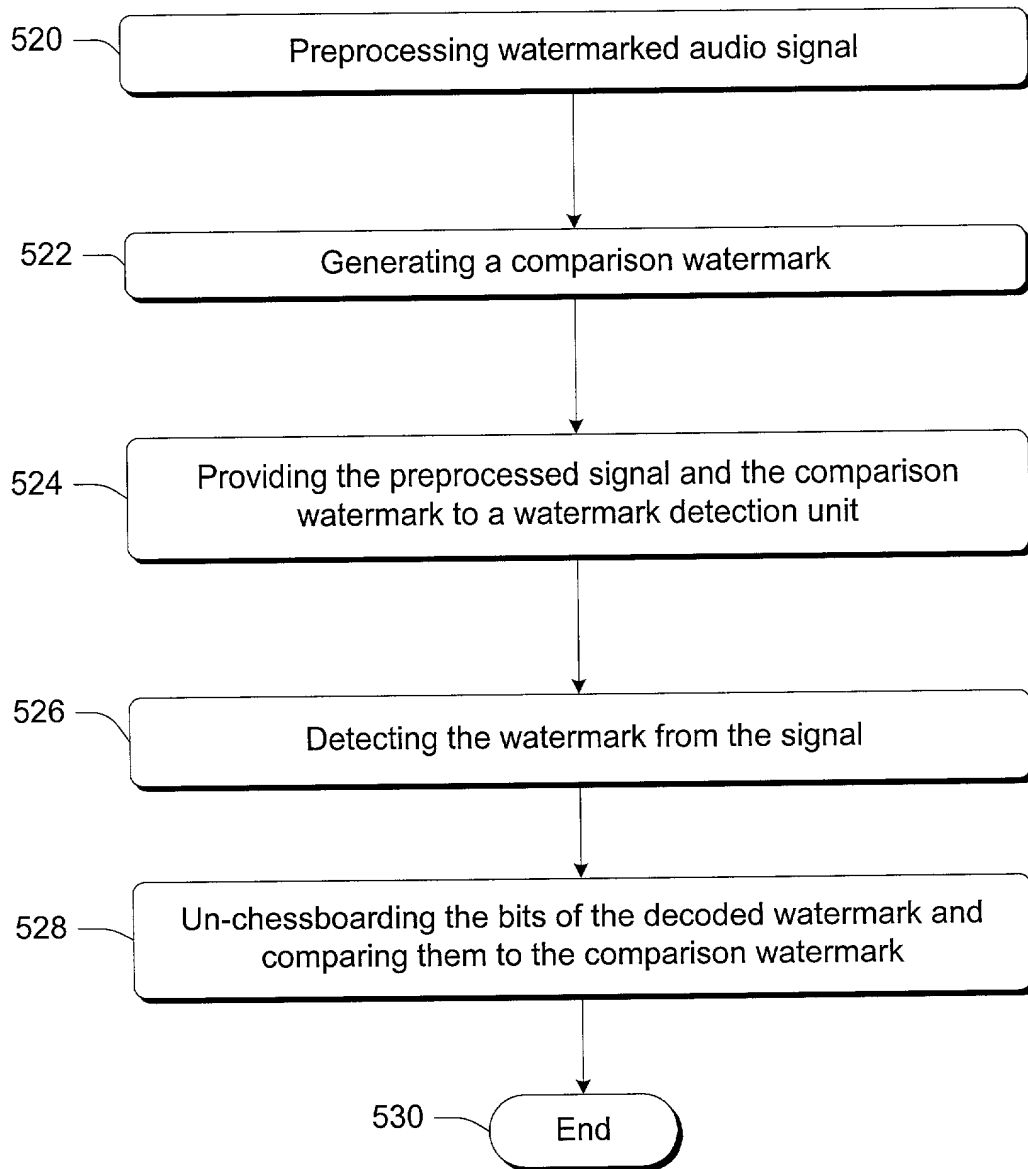 520
Preprocessing watermarked audio signal
522
Generating a comparison watermark
524
Providing the preprocessed signal and the comparison
watermark to a watermark detection unit
526
Detecting the watermark from the signal
528
Un-chessboarding the bits of the decoded watermark and
comparing them to the comparison watermark
530
End